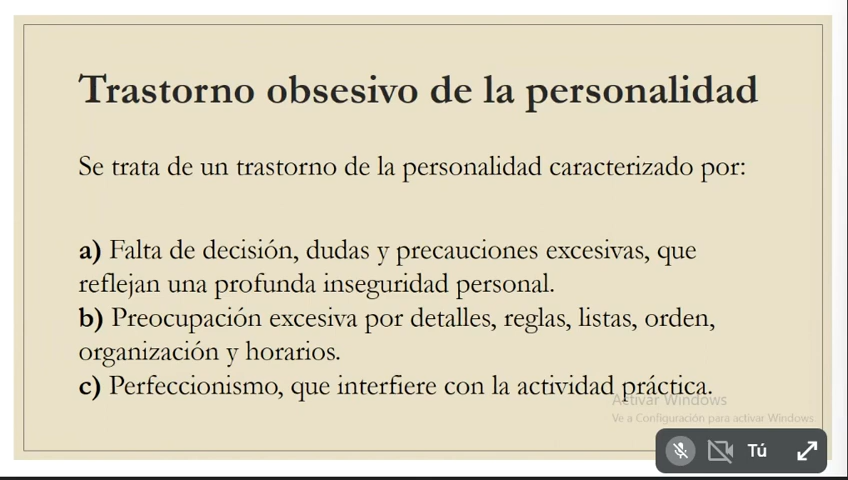 Trastorno obsesivo de la personalidad
Se trata de un trastorno de la personalidad caracterizado por:
a) Falta de decisión, dudas y precauciones excesivas, que
reflejan una profunda inseguridad personal.
b) Preocupación excesiva por detalles, reglas, listas, orden,
organización y horarios.
c) Perfeccionismo, que interfiere con la actividad práctica.
Activar Windows
Ve a Configuración para activar Windows.
Tú